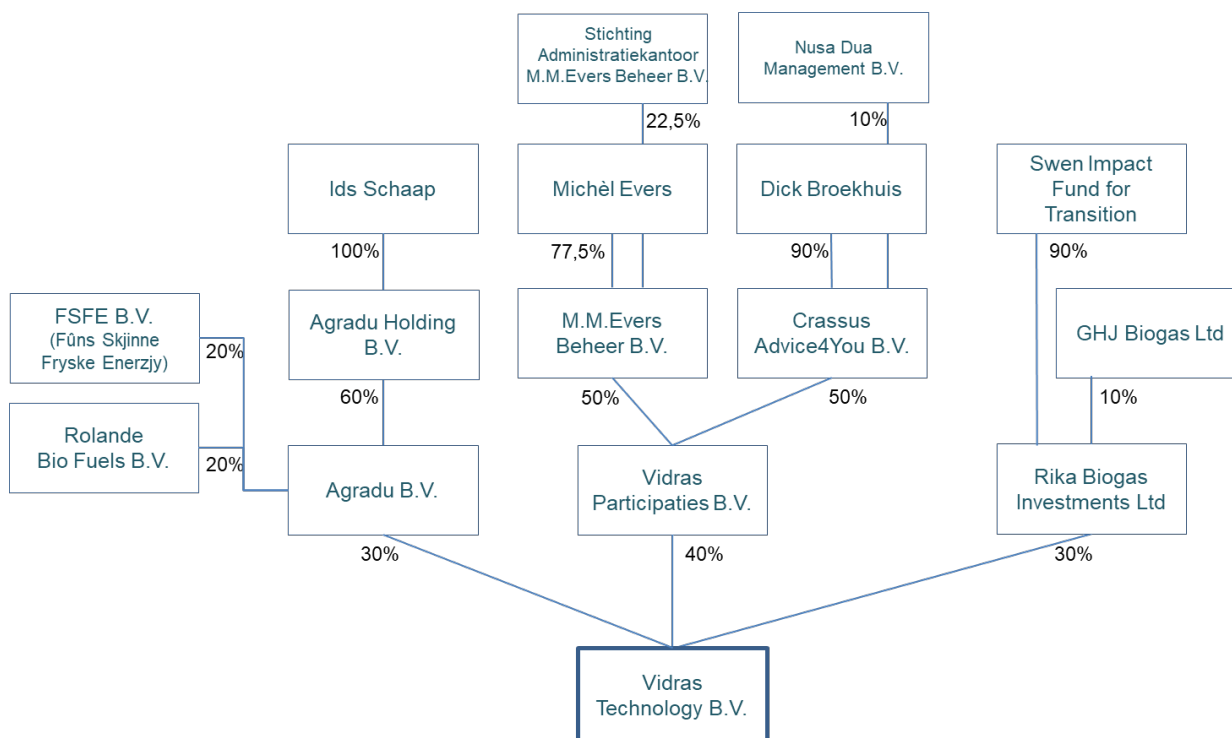 Stichting
Administratiekantoor
M.M.Evers Beheer B.V.
Nusa Dua
Management B.V.
22,5%
10%
Ids Schaap
Michèl Evers
Dick Broekhuis
Swen Impact
Fund for
Transition
100%
77,5%
90%
90%
FSFE B.V.
(Fûns Skjinne
Fryske Enerzjy)
20%
Agradu Holding
B.V.
M.M.Evers
Beheer B.V.
Crassus
Advice4You B.V.
GHJ Biogas Ltd
60%
50%
50%
10%
Rolande
Bio Fuels B.V.
20%
Agradu B.V.
Vidras
Participaties B.V.
Rika Biogas
Investments Ltd
30%
40%
30%
Vidras
Technology B.V.